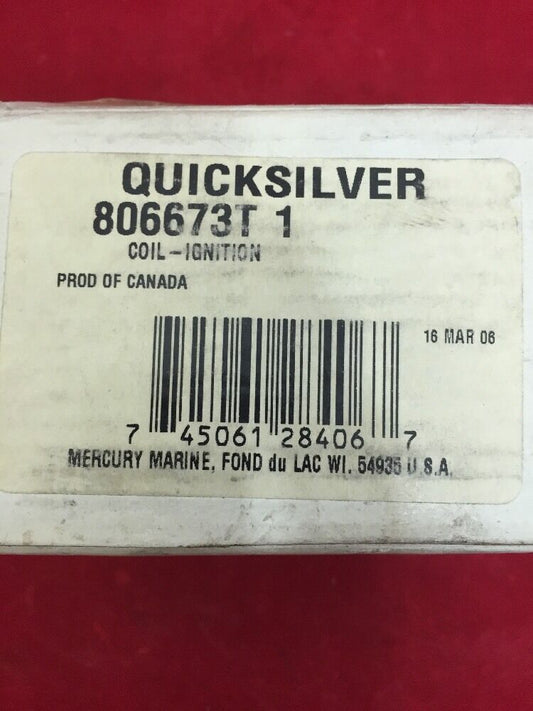 QUICKSILVER
806673T 1
COIL-IGNITION
PROD OF CANADA
16 MAR 06
7 45061 28406 7
MERCURY MARINE, FOND du LAC WI. 54935 U.S.A.